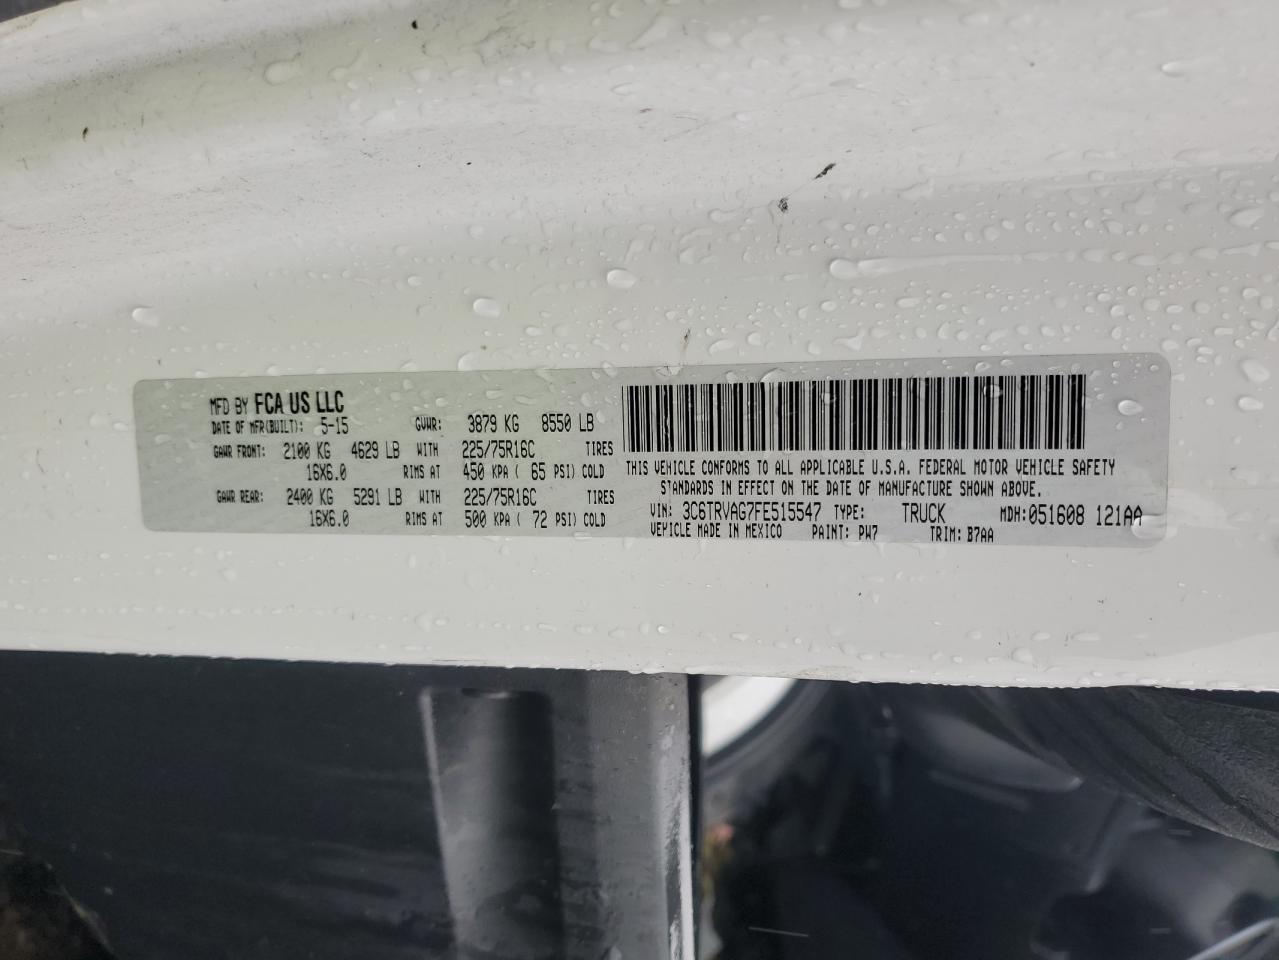 MFD BY FCA US LLC
DATE OF MFR(BUILT): 5-15 GVWR: 3879 KG 8550 LB
GAWR FRONT: 2100 KG 4629 LB WITH 225/75R16C TIRES
16X6.0 RIMS AT 450 KPA ( 65 PSI) COLD
GAWR REAR: 2400 KG 5291 LB WITH 225/75R16C TIRES
16X6.0 RIMS AT 500 KPA ( 72 PSI) COLD
THIS VEHICLE CONFORMS TO ALL APPLICABLE U.S.A. FEDERAL MOTOR VEHICLE SAFETY
STANDARDS IN EFFECT ON THE DATE OF MANUFACTURE SHOWN ABOVE.
VIN: 3C6TRVAG7FE515547 TYPE: TRUCK MDH:051608 121AA
VEHICLE MADE IN MEXICO PAINT: PW7 TRIM: B7AA